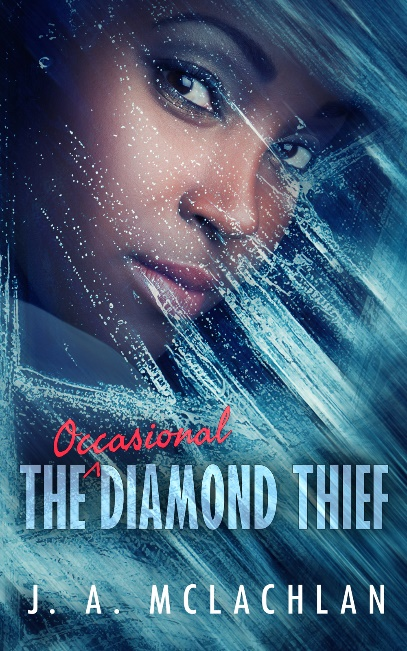 Occasional
THE ^ DIAMOND THIEF
J. A. MCLACHLAN